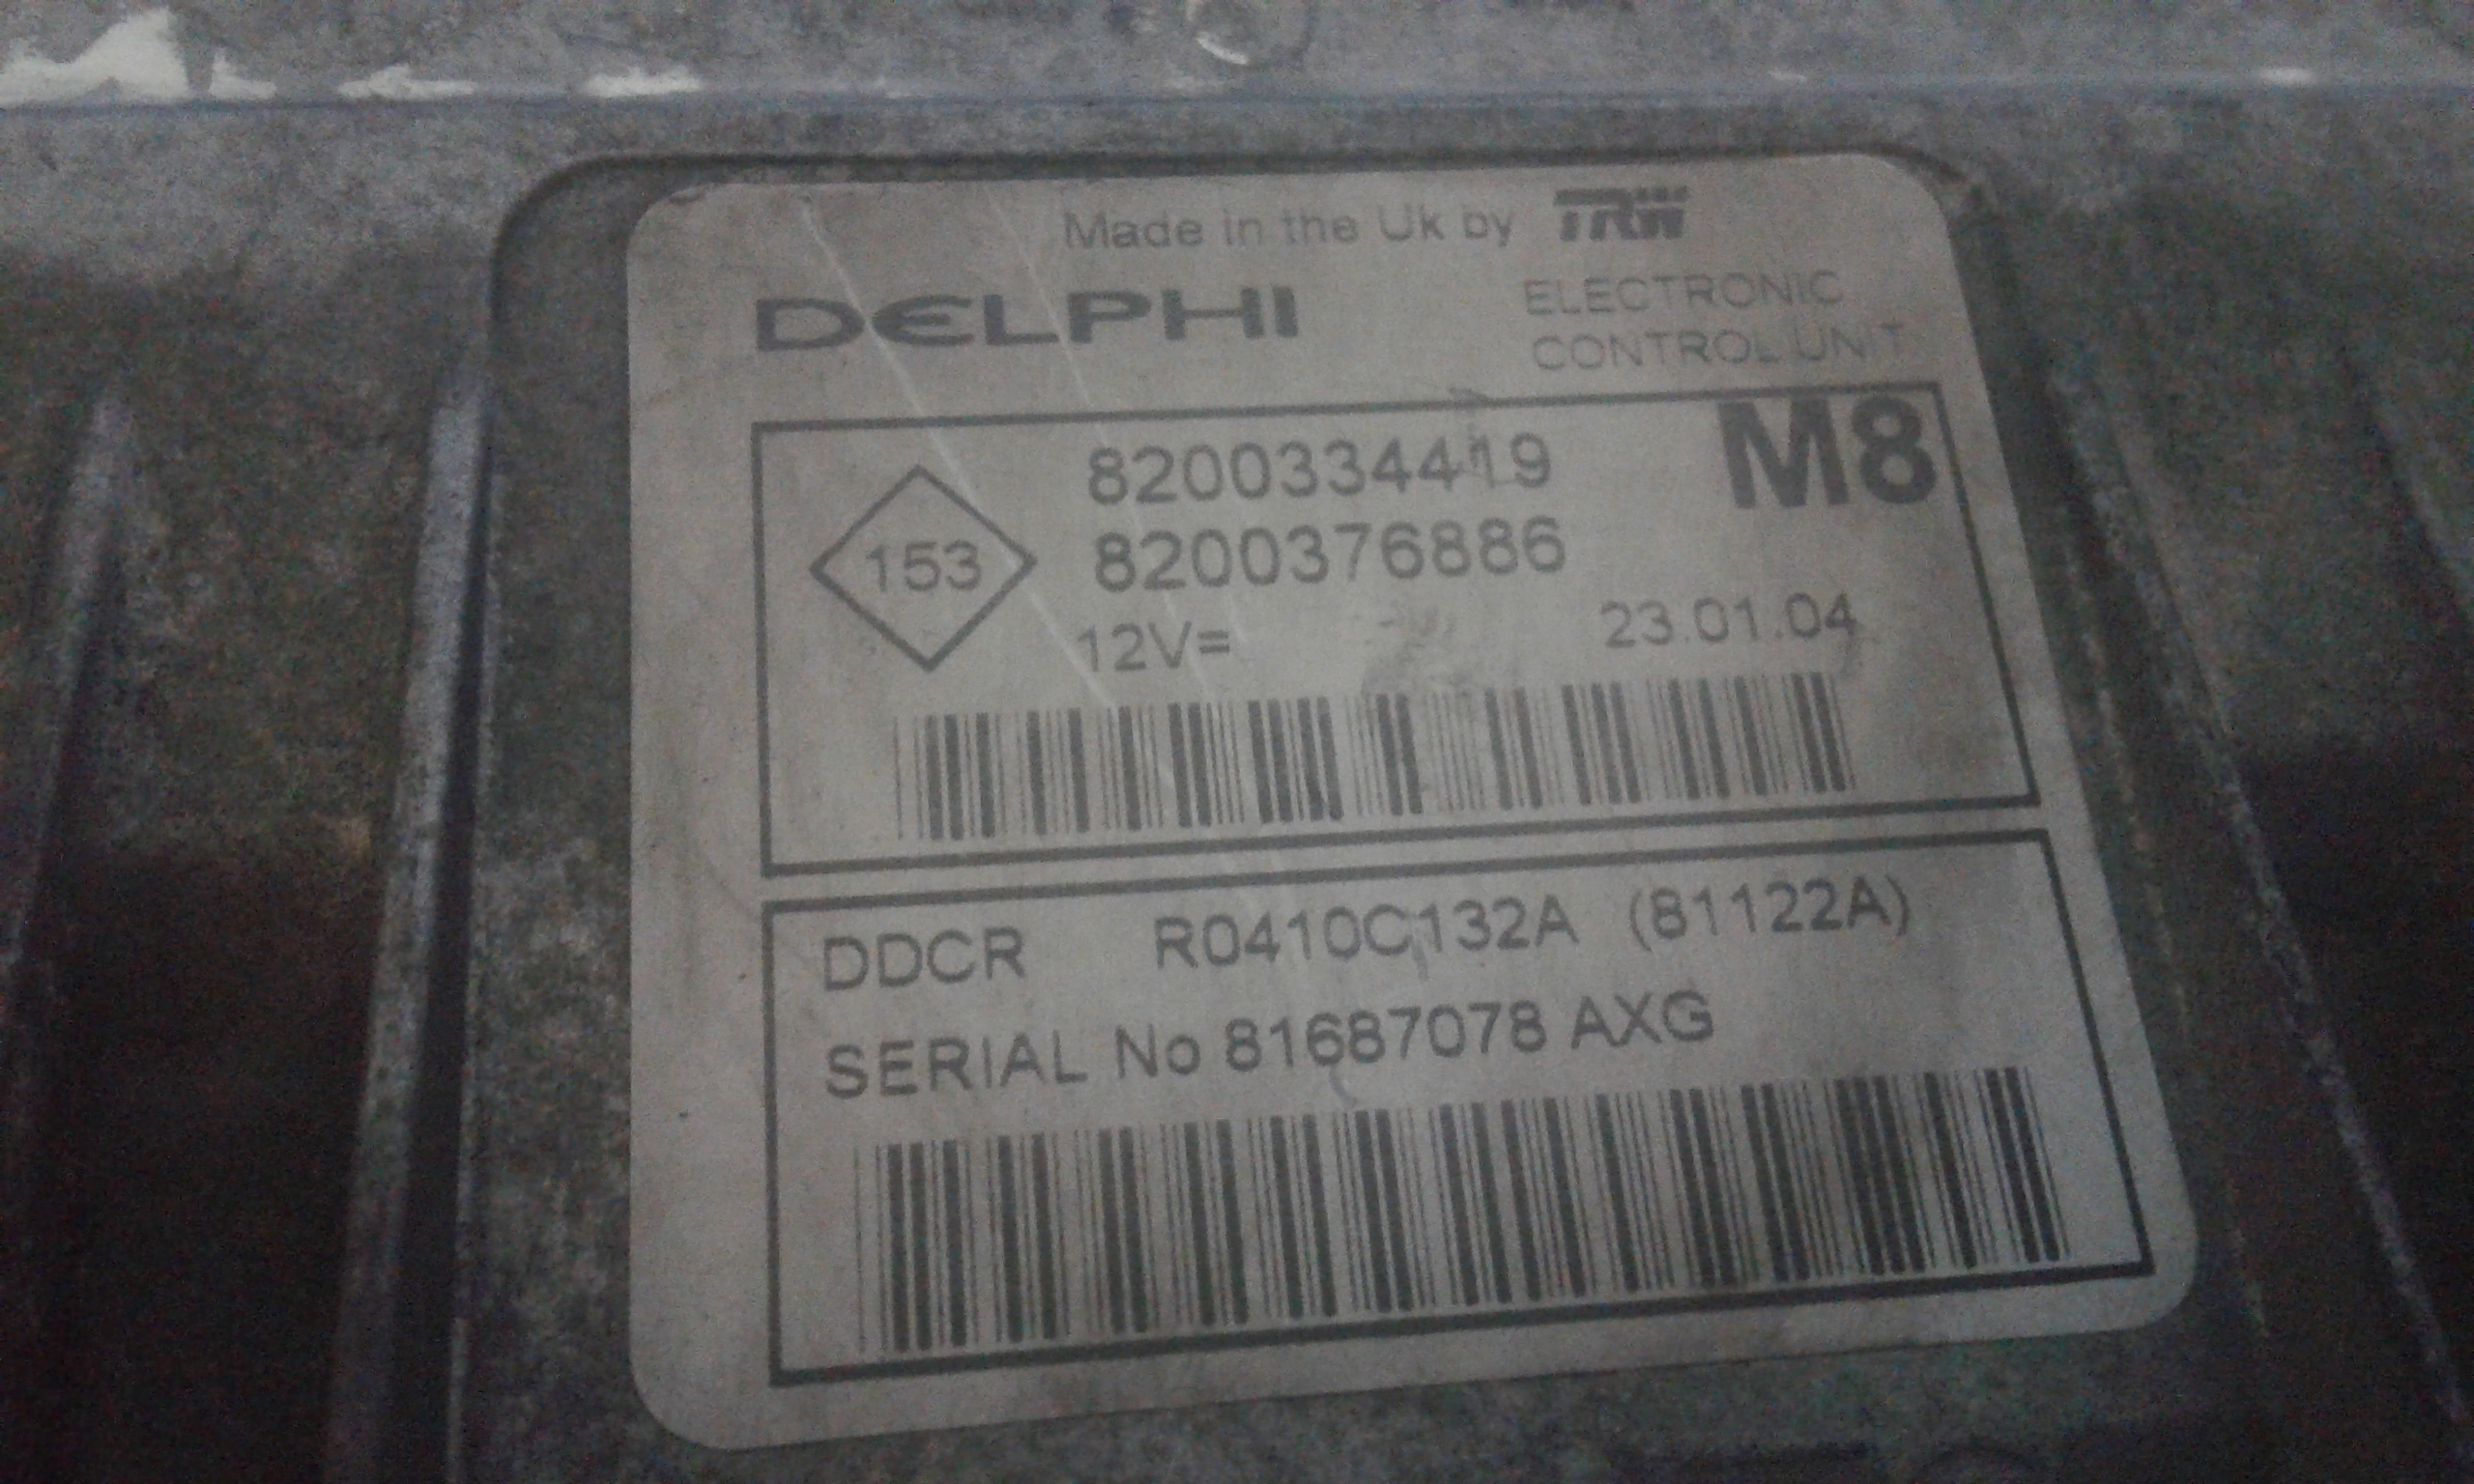 Made in the Uk by TRW
DELPHI
ELECTRONIC
CONTROL UNIT
M8
8200334419
153
8200376886
12V=
23.01.04
DDCR R0410C132A (81122A)
SERIAL No 81687078 AXG